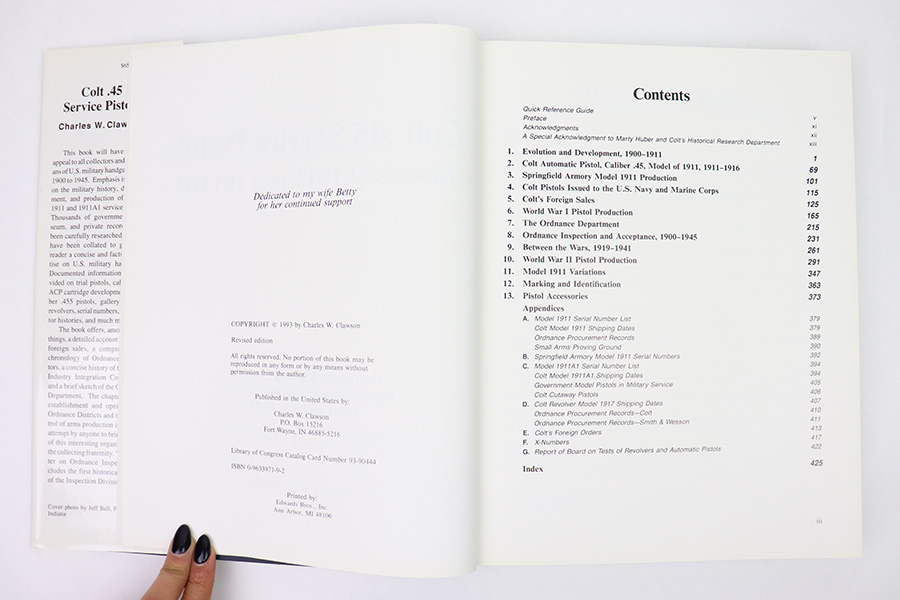 Colt .45
Charles W. Claw
This book will have
appeal to all collectors and
ans of U.S. military handgu
1900 to 1945. Emphasis is
on the military history, d
ment, and production of
1911 and 1911A1 service
Thousands of governme
seum, and private recor
been carefully researched
have been collated to
reader a concise and fact
tise on U.S. military ha
Documented information
vided on trial pistols, cal
ACP cartridge developme
ber .455 pistols, gallery
revolvers, serial numbers,
tor histories, and much m
The book offers, amo
things, a detailed account
foreign sales, a compre
chronology of Ordnance
tors, a concise history of
Industry Integration Co
and a brief sketch of the
Department. The chapte
establishment and oper
Ordnance Districts and
trol of arms production
attempt by anyone to brin
of this interesting organi
the collecting fraternity.
ter on Ordnance Inspe
cludes the first historica
of the Inspection Divisi
Cover photo by Jeff Bell,
Indiana
Dedicated to my wife Betty
for her continued support
COPYRIGHT © 1993 by Charles W. Clawson
Revised edition
All rights reserved. No portion of this book may be
reproduced in any form or by any means without
permission from the author.
Published in the United States by:
Charles W. Clawson
P.O. Box 15216
Fort Wayne, IN 46885-5216
Library of Congress Catalog Card Number 93-90444
ISBN 0-9633971-9-2
Printed by:
Edwards Bros., Inc.
Ann Arbor, MI 48106
Contents
Quick Reference Guide v
Preface xi
Acknowledgments xii
A Special Acknowledgment to Marty Huber and Colt's Historical Research Department xiii
1. Evolution and Development, 1900–1911 1
2. Colt Automatic Pistol, Caliber .45, Model of 1911, 1911–1916 69
3. Springfield Armory Model 1911 Production 101
4. Colt Pistols Issued to the U.S. Navy and Marine Corps 115
5. Colt's Foreign Sales 125
6. World War I Pistol Production 165
7. The Ordnance Department 215
8. Ordnance Inspection and Acceptance, 1900–1945 231
9. Between the Wars, 1919–1941 261
10. World War II Pistol Production 291
11. Model 1911 Variations 347
12. Marking and Identification 363
13. Pistol Accessories 373
Appendices
A. Model 1911 Serial Number List 379
Colt Model 1911 Shipping Dates 379
Ordnance Procurement Records 389
Small Arms Proving Ground 390
B. Springfield Armory Model 1911 Serial Numbers 392
C. Model 1911A1 Serial Number List 394
Colt Model 1911A1 Shipping Dates 394
Government Model Pistols in Military Service 405
Colt Cutaway Pistols 406
D. Colt Revolver Model 1917 Shipping Dates 407
Ordnance Procurement Records—Colt 410
Ordnance Procurement Records—Smith & Wesson 411
E. Colt's Foreign Orders 413
F. X-Numbers 417
G. Report of Board on Tests of Revolvers and Automatic Pistols 422
Index 425
iii